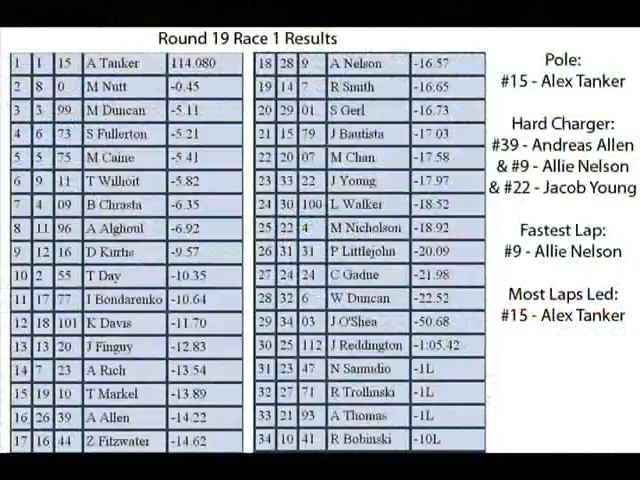 Round 19 Race 1 Results
1 1 15 A Tanker 114.080
2 8 0 M Nutt -0.45
3 3 99 M Duncan -5.11
4 6 73 S Fullerton -5.21
5 5 75 M Caine -5.41
6 9 11 T Wilhoit -5.82
7 4 09 B Chrasta -6.35
8 11 96 A Alghoul -6.92
9 12 16 D Kurtis -9.57
10 2 55 T Day -10.35
11 17 77 I Bondarenko -10.64
12 18 101 K Davis -11.70
13 13 20 J Finguy -12.83
14 7 23 A Rich -13.54
15 19 10 T Markel -13.89
16 26 39 A Allen -14.22
17 16 44 Z Fitzwater -14.62
18 28 9 A Nelson -16.57
19 14 7 R Smith -16.65
20 29 01 S Gerl -16.73
21 15 79 J Bautista -17.03
22 20 07 M Chan -17.58
23 33 22 J Young -17.97
24 30 100 L Walker -18.52
25 22 4 M Nicholson -18.92
26 31 31 P Littlejohn -20.09
27 24 24 C Gadue -21.98
28 32 6 W Duncan -22.52
29 34 03 J O'Shea -50.68
30 25 112 J Reddington -1:05.42
31 23 47 N Samudio -1L
32 27 71 R Trollinski -1L
33 21 93 A Thomas -1L
34 10 41 R Bobinski -10L
Pole:
#15 - Alex Tanker
Hard Charger:
#39 - Andreas Allen
& #9 - Allie Nelson
& #22 - Jacob Young
Fastest Lap:
#9 - Allie Nelson
Most Laps Led:
#15 - Alex Tanker